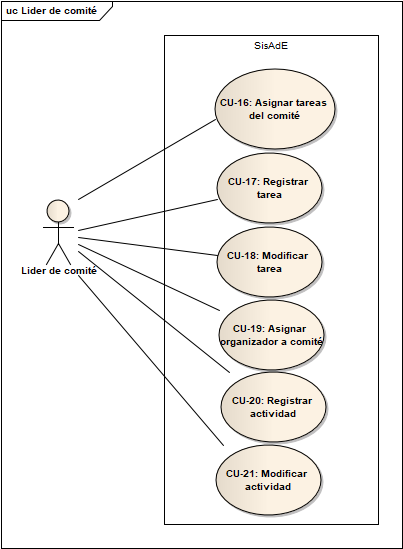 uc Lider de comité
SisAdE
CU-16: Asignar tareas
del comité
CU-17: Registrar
tarea
CU-18: Modificar
tarea
Lider de comité
CU-19: Asignar
organizador a comité
CU-20: Registrar
actividad
CU-21: Modificar
actividad